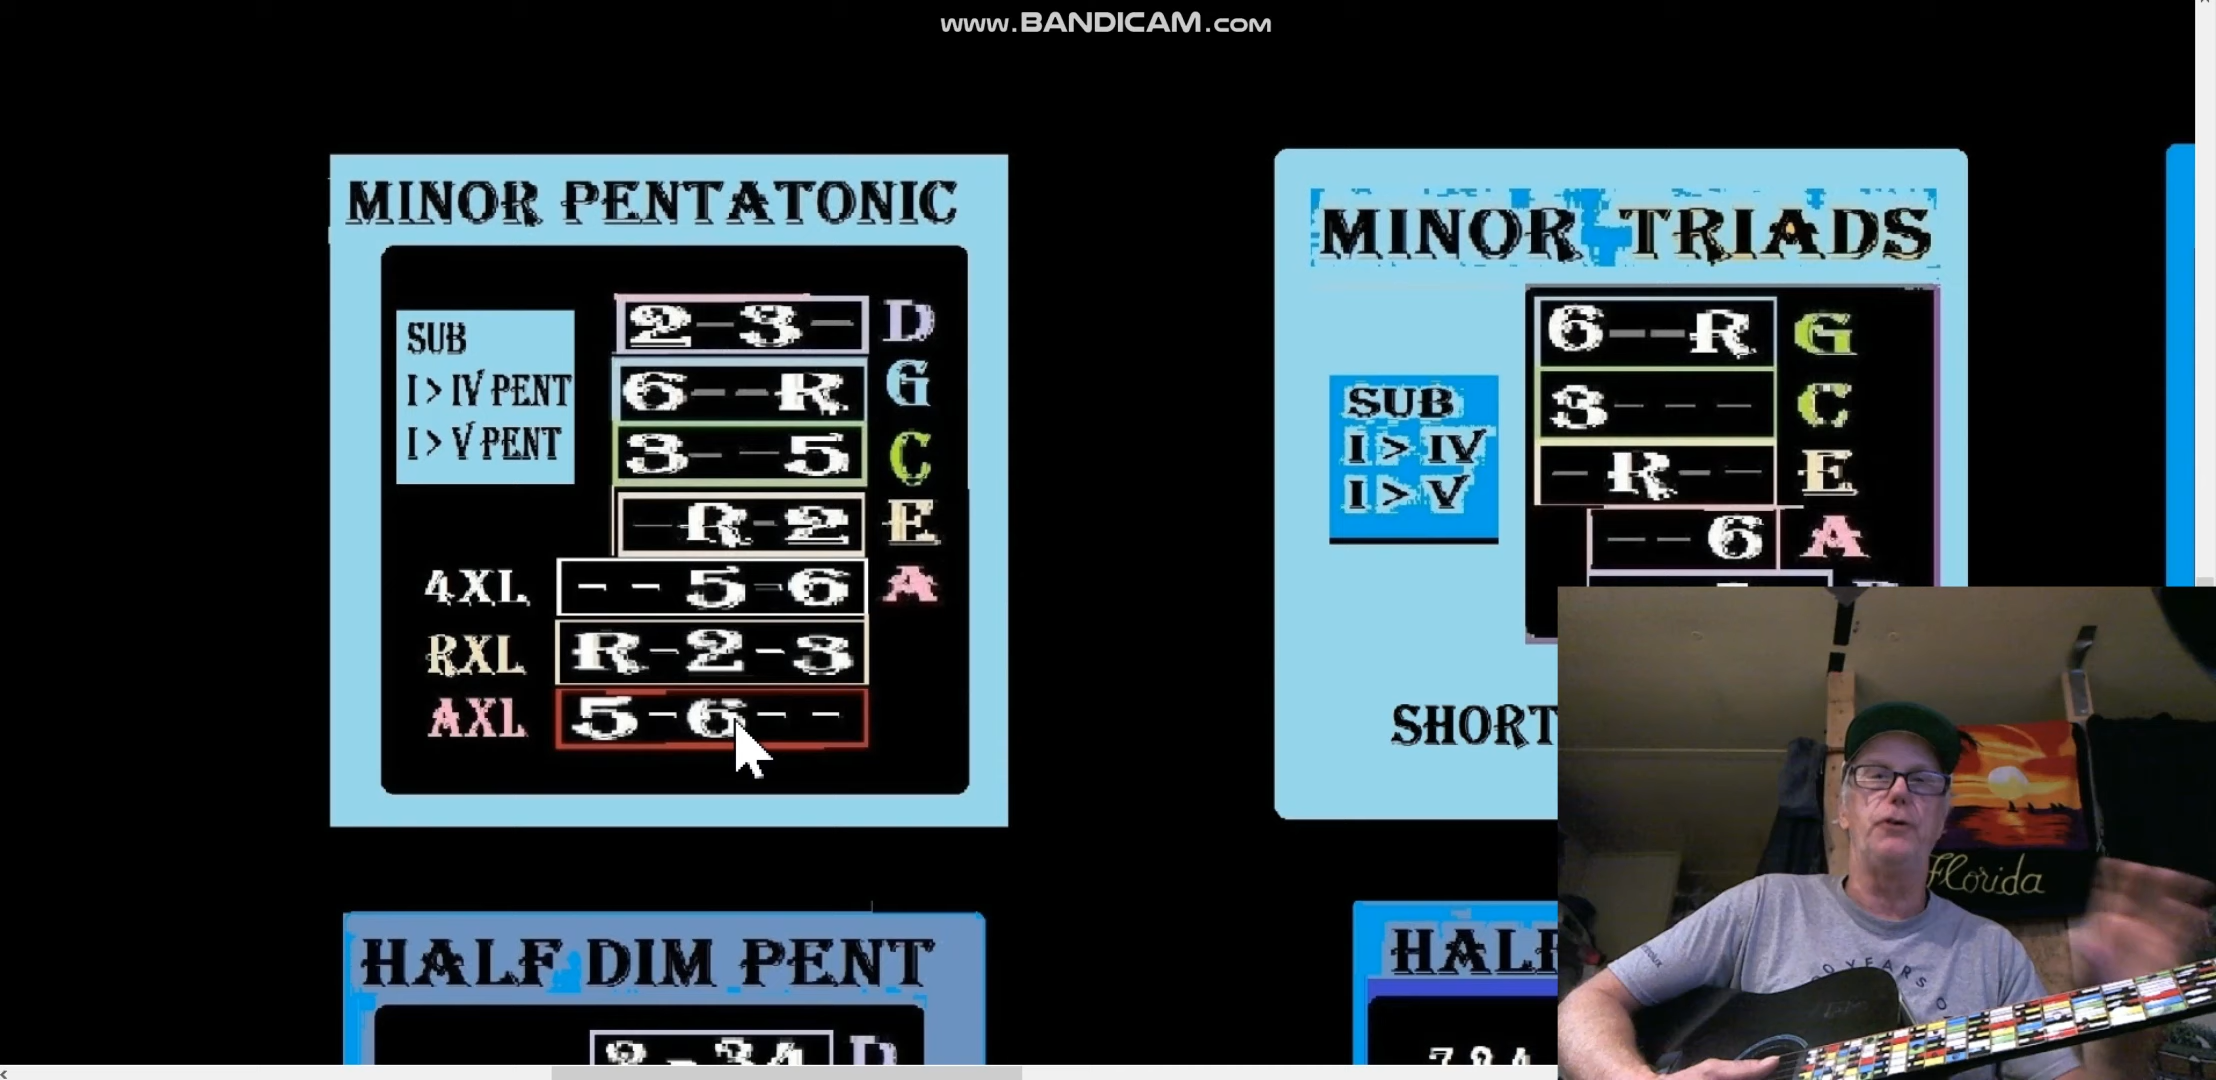 www.BANDICAM.COM
MINOR PENTATONIC
SUB
I > IV PENT
I > V PENT
2-3- D
6--R G
3--5 C
-R-2 E
4XL --5-6 A
RXL R-2-3
AXL 5-6--
MINOR TRIADS
SUB
I > IV
I > V
6--R G
3--- C
-R-- E
--6 A
SHORT
Florida
HALF DIM PENT
D